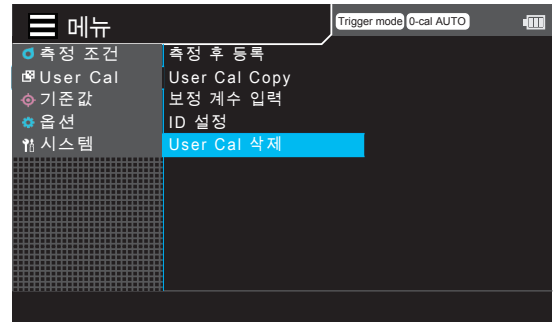 메뉴
Trigger mode 0-cal AUTO
측정 조건
User Cal
기준값
옵션
시스템
측정 후 등록
User Cal Copy
보정 계수 입력
ID 설정
User Cal 삭제